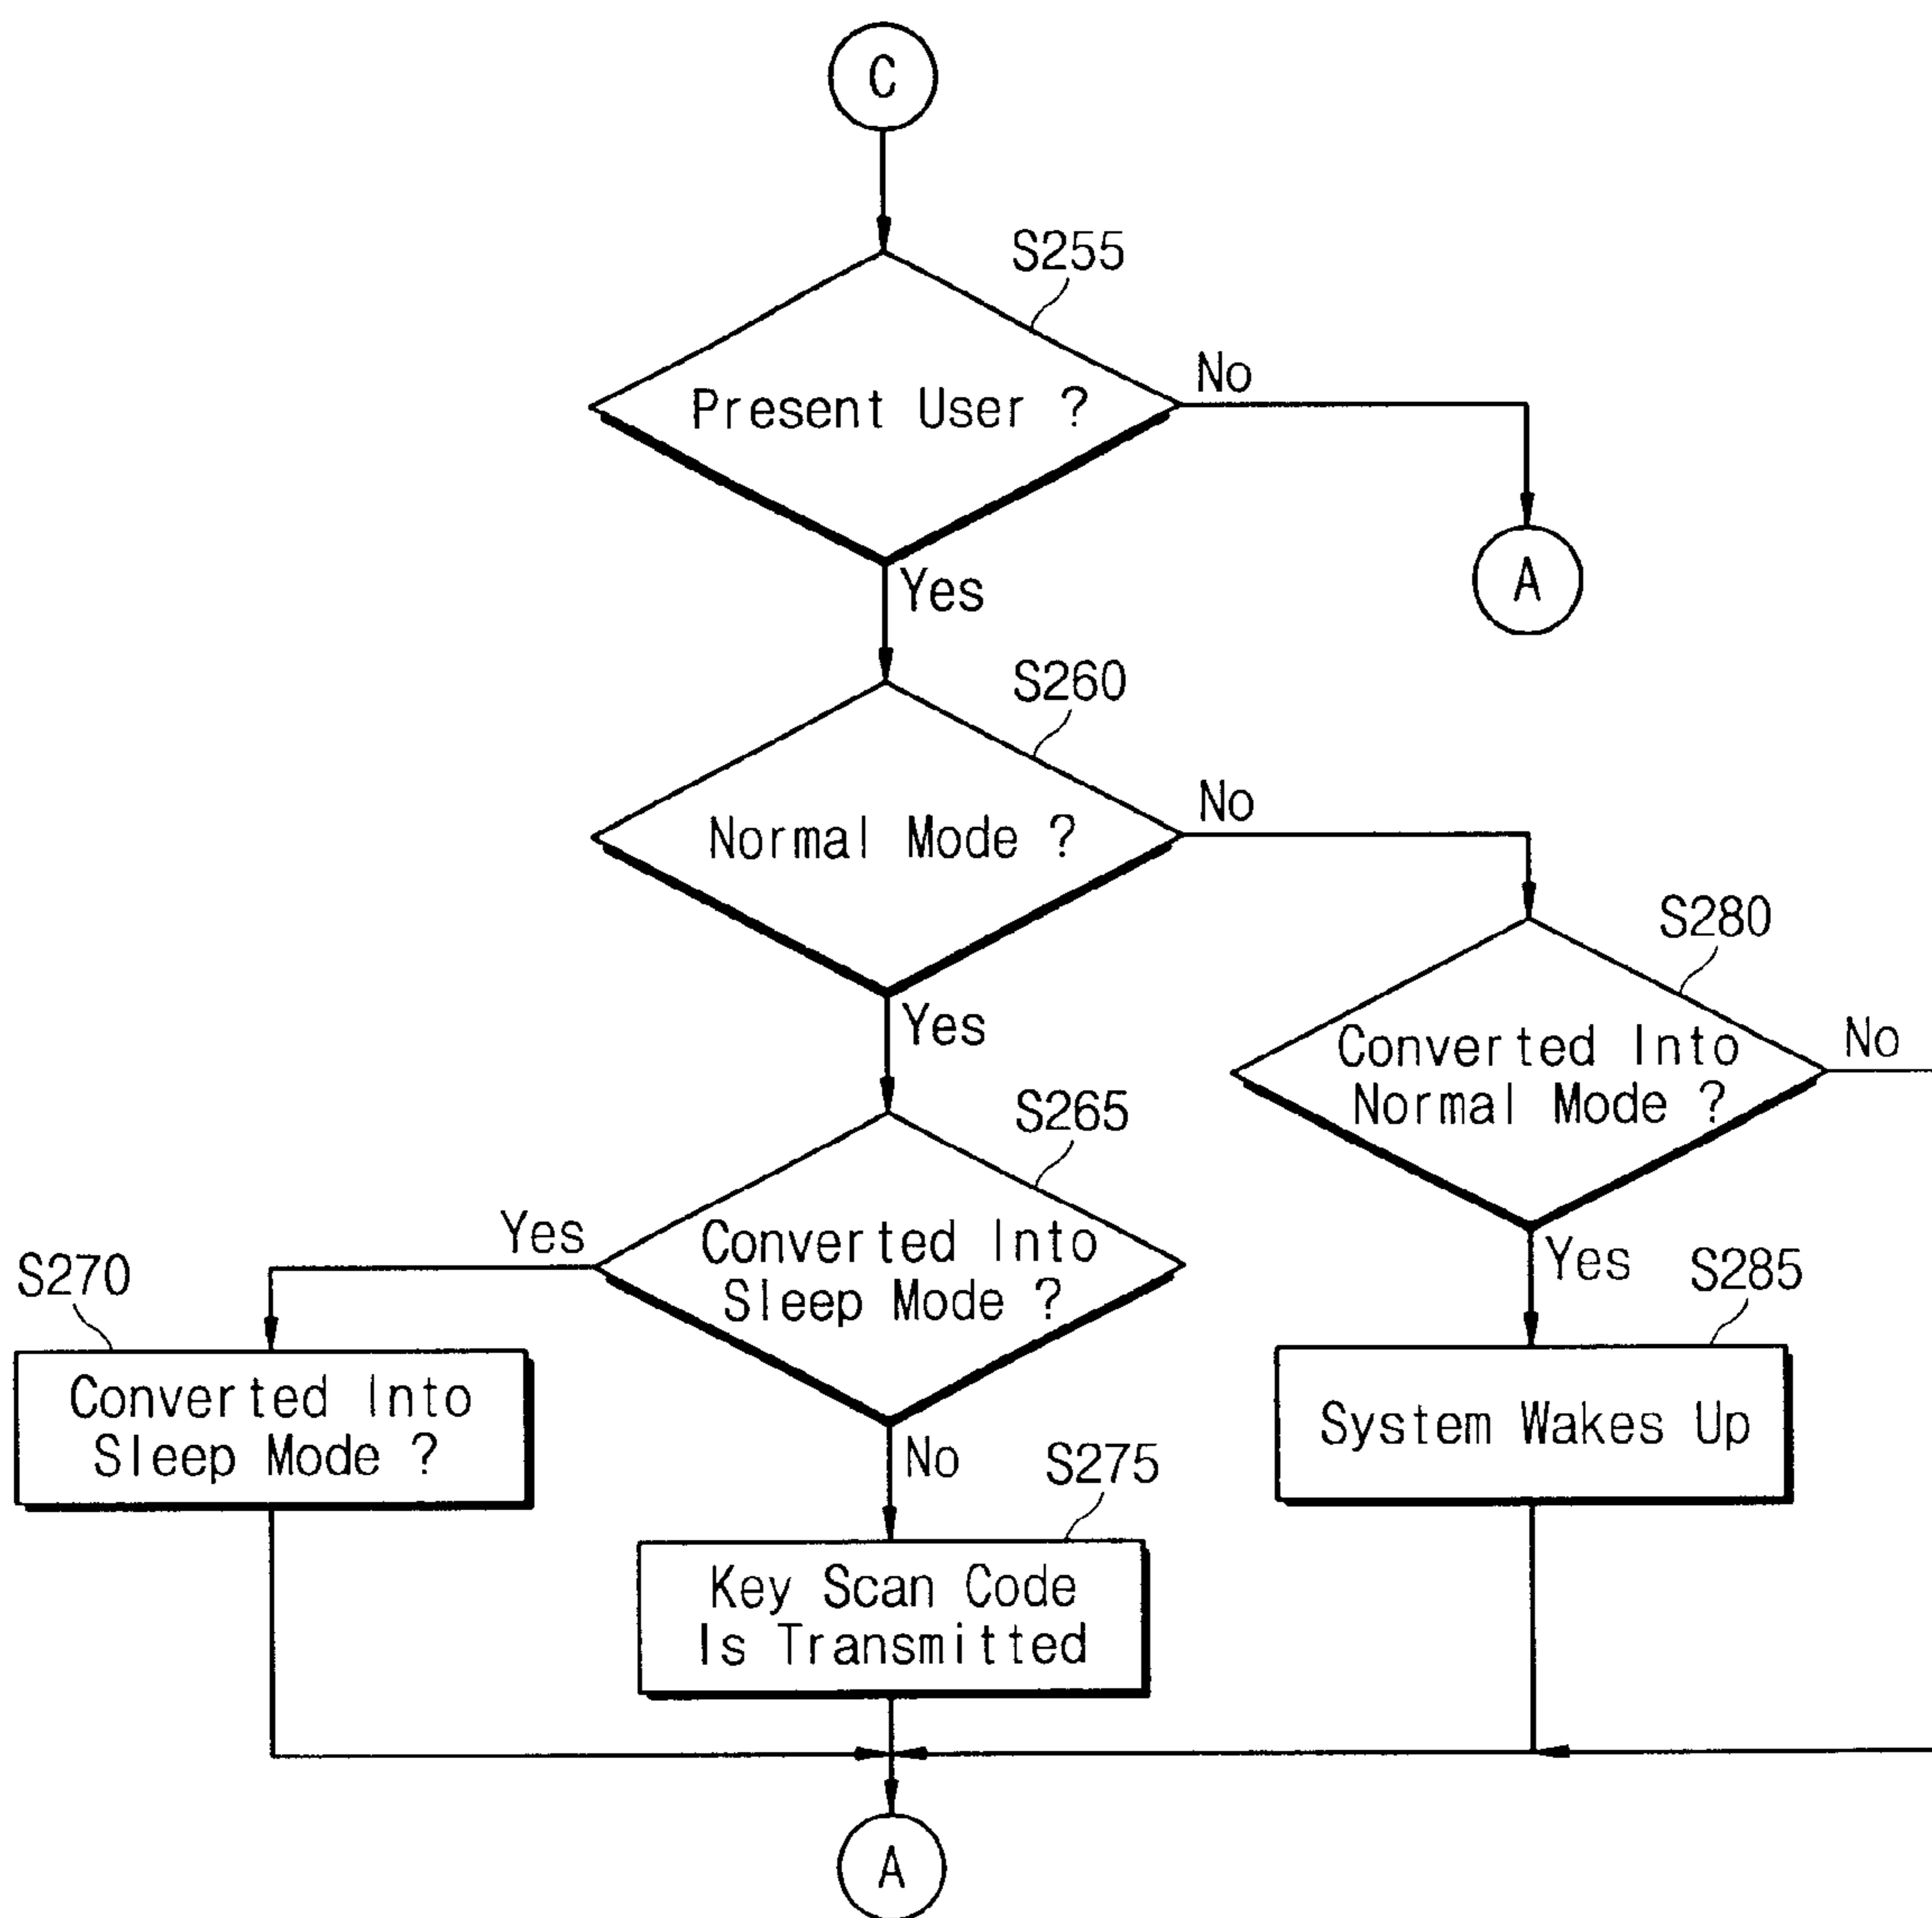 C
S255
Present User ?
No
A
Yes
S260
Normal Mode ?
No
Yes
S280
Converted Into
Normal Mode ?
No
Yes
S265
Converted Into
Sleep Mode ?
Yes
S270
Converted Into
Sleep Mode ?
No
S275
Key Scan Code
Is Transmitted
S285
System Wakes Up
A